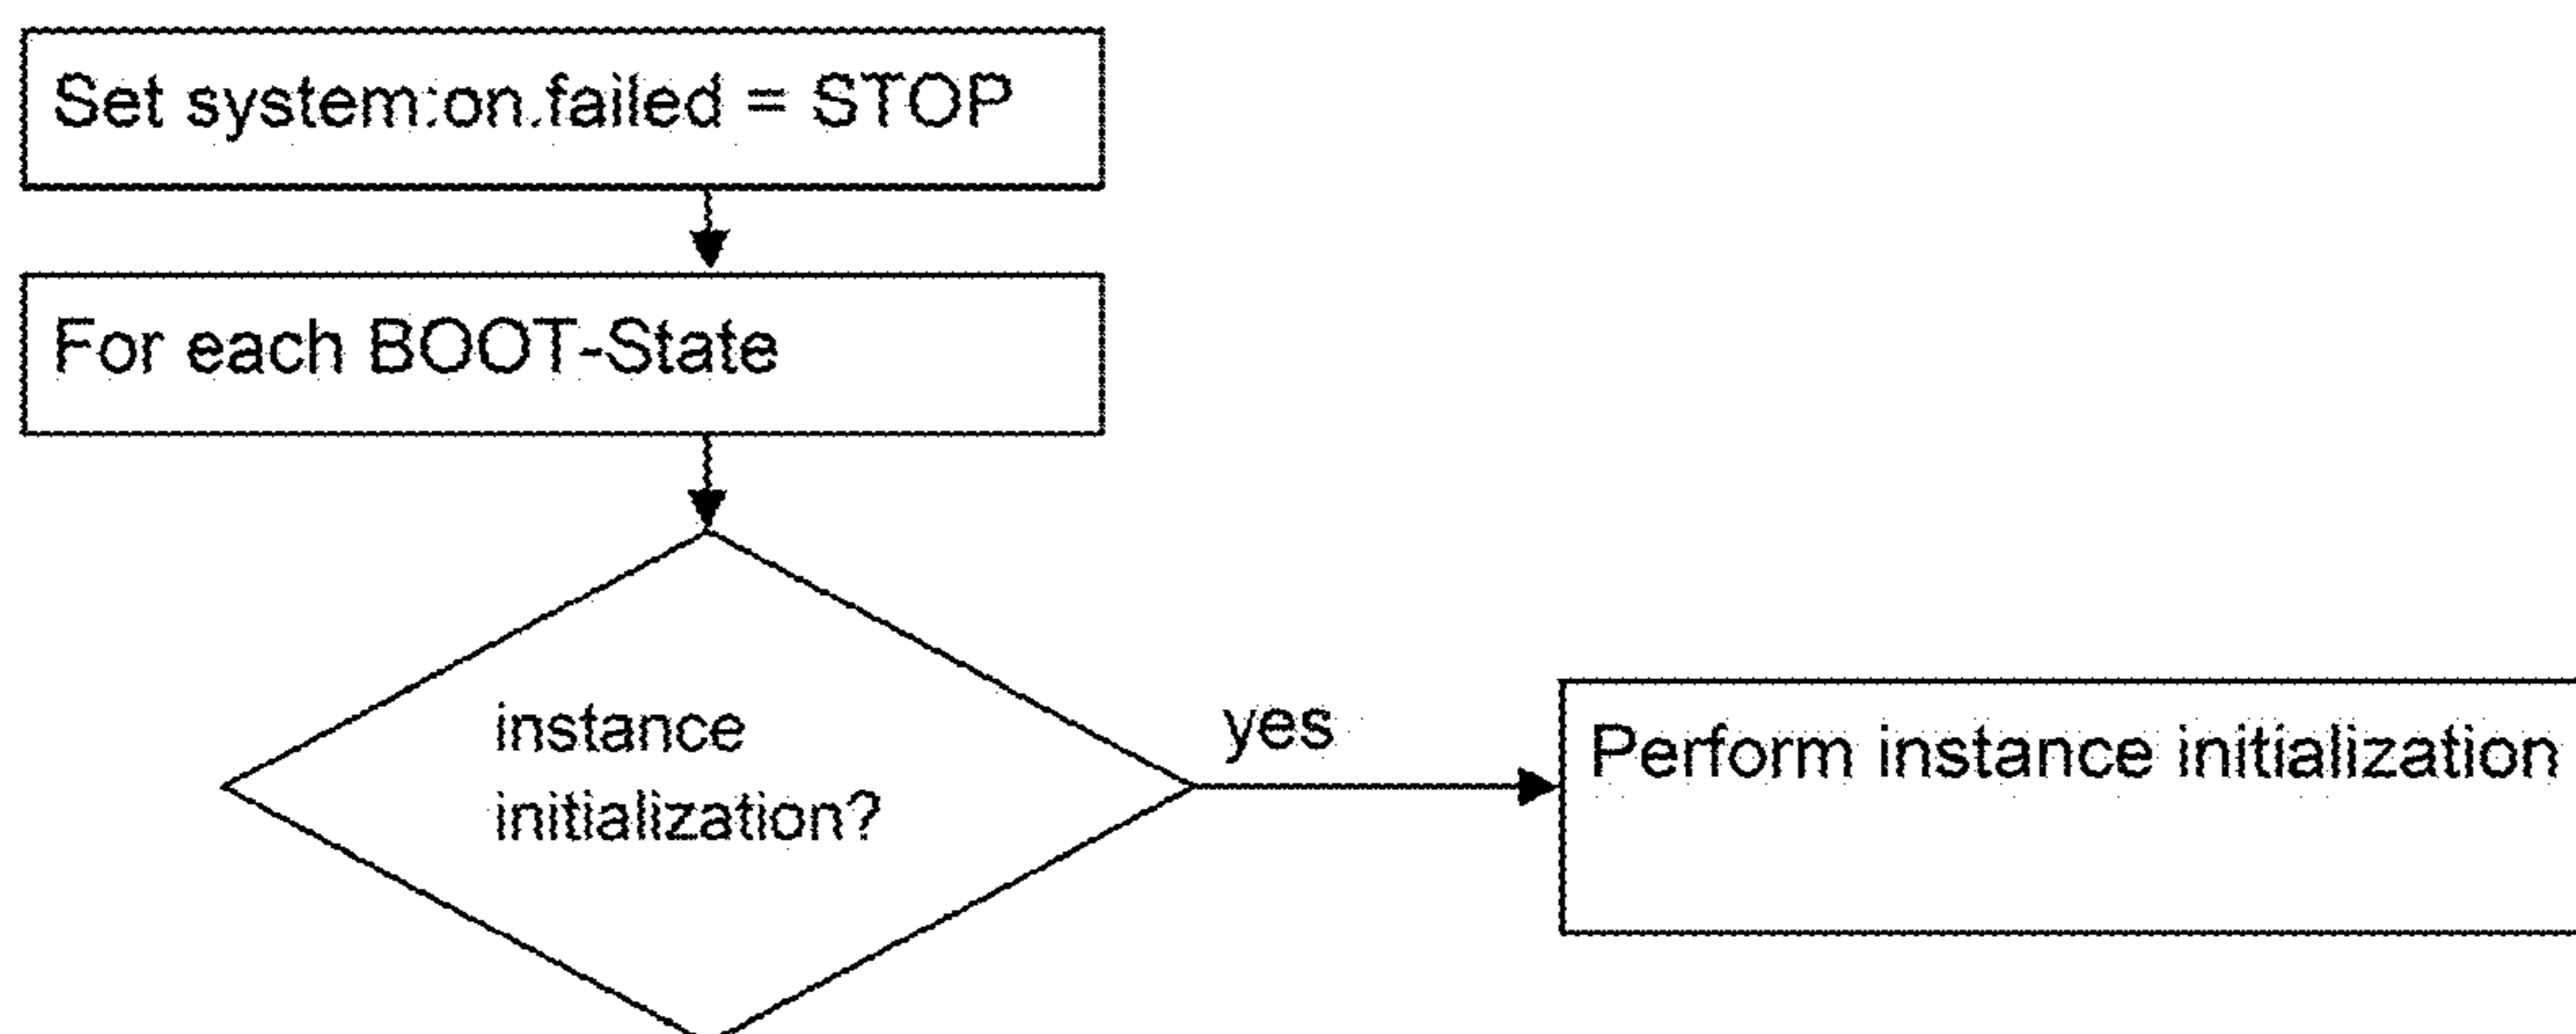 Set system:on.failed = STOP
For each BOOT-State
instance
initialization?
yes
Perform instance initialization